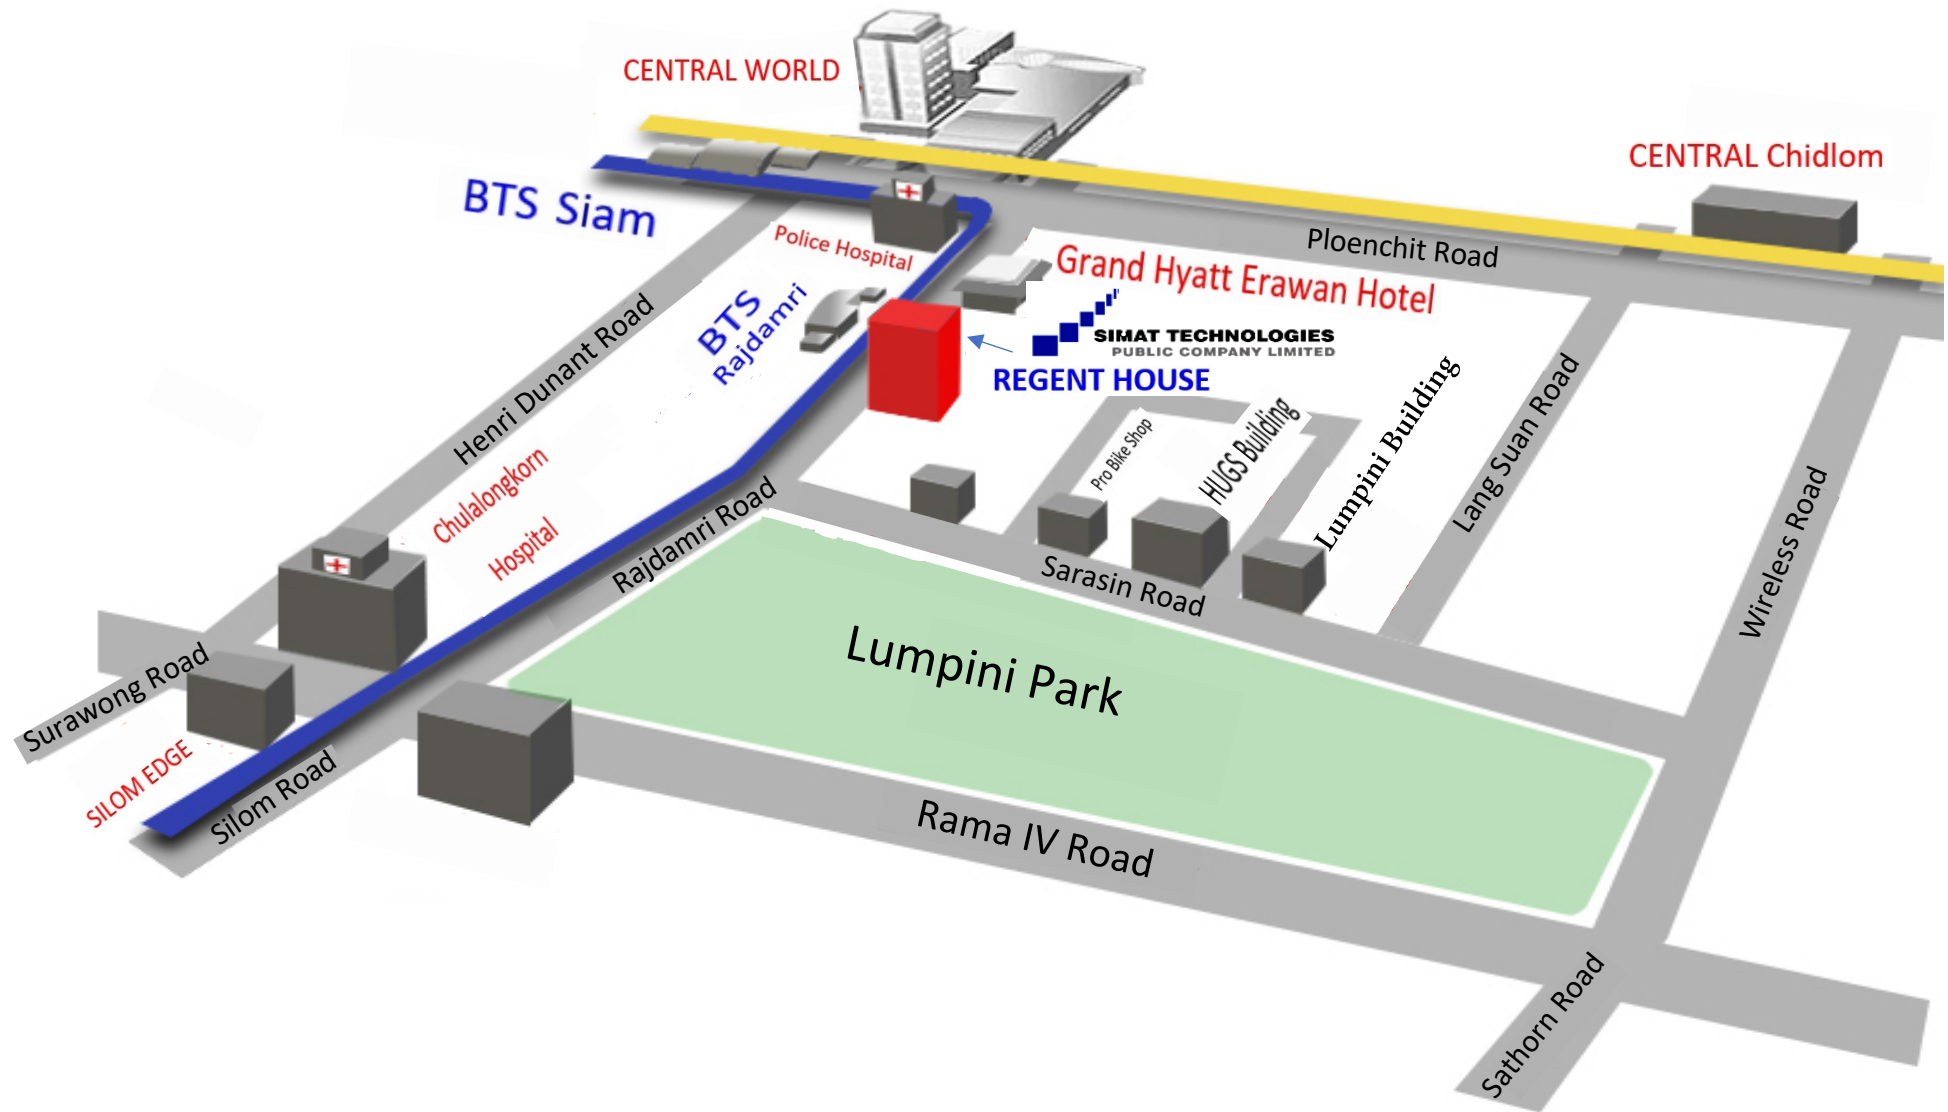 CENTRAL WORLD
CENTRAL Chidlom
BTS Siam
Police Hospital
Ploenchit Road
Grand Hyatt Erawan Hotel
BTS
Rajdamri
SIMAT TECHNOLOGIES
PUBLIC COMPANY LIMITED
REGENT HOUSE
Henri Dunant Road
Pro Bike Shop
HUGS Building
Lumpini Building
Lang Suan Road
Wireless Road
Chulalongkorn
Hospital
Rajdamri Road
Sarasin Road
Lumpini Park
Surawong Road
SILOM EDGE
Silom Road
Rama IV Road
Sathorn Road